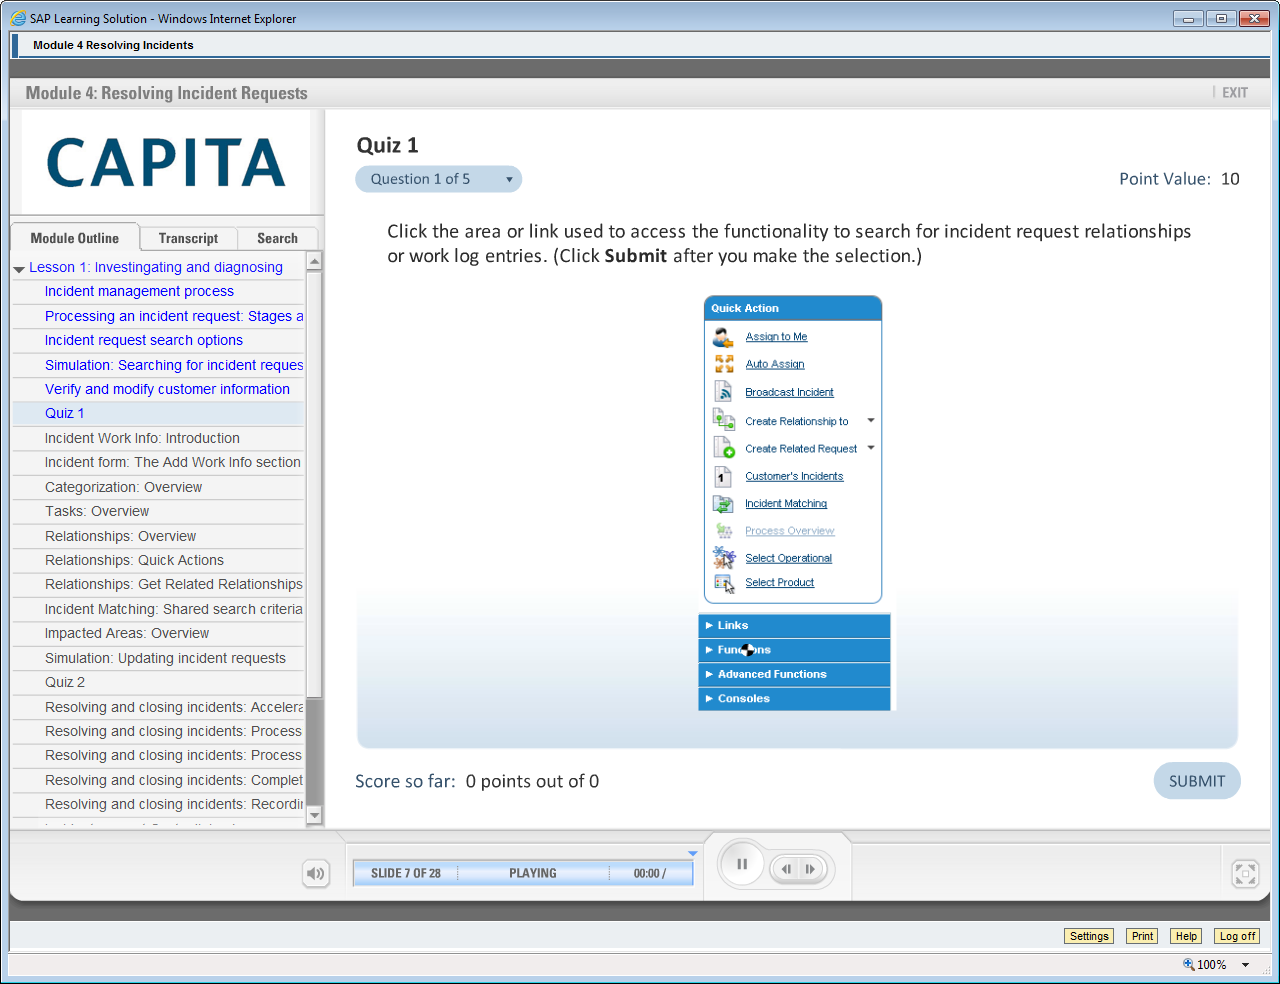 SAP Learning Solution - Windows Internet Explorer
Module 4 Resolving Incidents
Module 4: Resolving Incident Requests
EXIT
CAPITA
Module Outline
Transcript
Search
Lesson 1: Investingating and diagnosing
Incident management process
Processing an incident request: Stages a
Incident request search options
Simulation: Searching for incident reques
Verify and modify customer information
Quiz 1
Incident Work Info: Introduction
Incident form: The Add Work Info section
Categorization: Overview
Tasks: Overview
Relationships: Overview
Relationships: Quick Actions
Relationships: Get Related Relationships
Incident Matching: Shared search criteria
Impacted Areas: Overview
Simulation: Updating incident requests
Quiz 2
Resolving and closing incidents: Accelera
Resolving and closing incidents: Process
Resolving and closing incidents: Process
Resolving and closing incidents: Complet
Resolving and closing incidents: Recordin
Quiz 1
Question 1 of 5
Point Value: 10
Click the area or link used to access the functionality to search for incident request relationships
or work log entries. (Click Submit after you make the selection.)
Quick Action
Assign to Me
Auto Assign
Broadcast Incident
Create Relationship to
Create Related Request
1 Customer's Incidents
Incident Matching
Process Overview
Select Operational
Select Product
Links
Functions
Advanced Functions
Consoles
Score so far: 0 points out of 0
SUBMIT
SLIDE 7 OF 28
PLAYING
00:00 /
Settings
Print
Help
Log off
100%